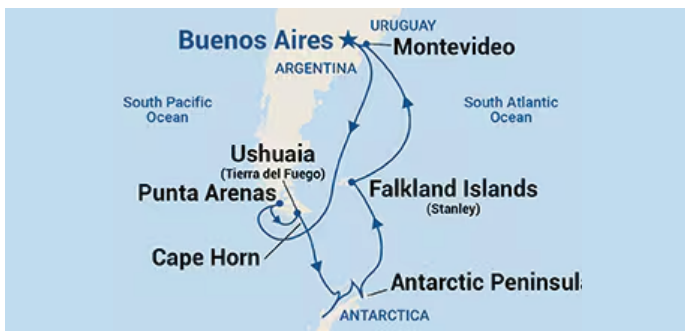 URUGUAY
Buenos Aires
Montevideo
ARGENTINA
South Pacific
Ocean
South Atlantic
Ocean
Ushuaia
(Tierra del Fuego)
Punta Arenas
Falkland Islands
(Stanley)
Cape Horn
Antarctic Peninsul
ANTARCTICA